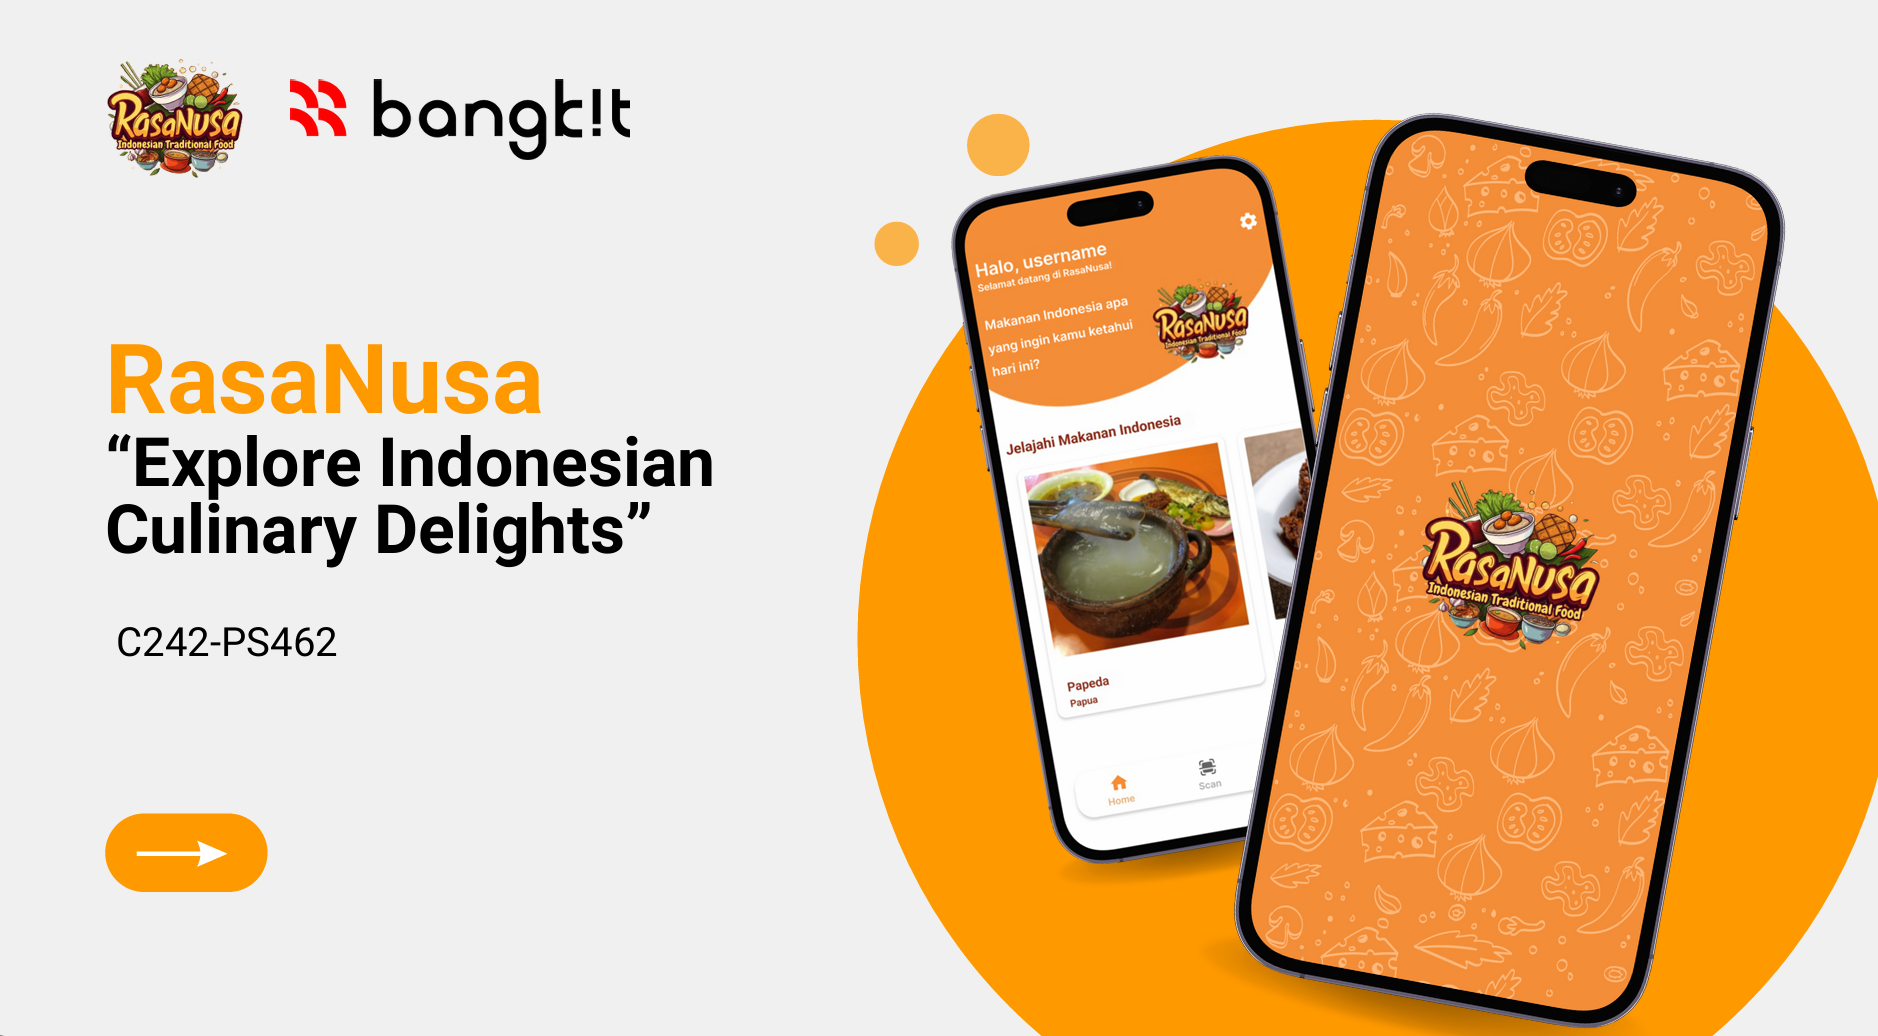 RasaNusa
Indonesian Traditional Food
bangk!t
RasaNusa
“Explore Indonesian
Culinary Delights”
C242-PS462
Halo, username
Selamat datang di RasaNusa!
Makanan Indonesia apa
yang ingin kamu ketahui
hari ini?
RasaNusa
Indonesian Traditional Food
Jelajahi Makanan Indonesia
Papeda
Papua
Home
Scan
RasaNusa
Indonesian Traditional Food